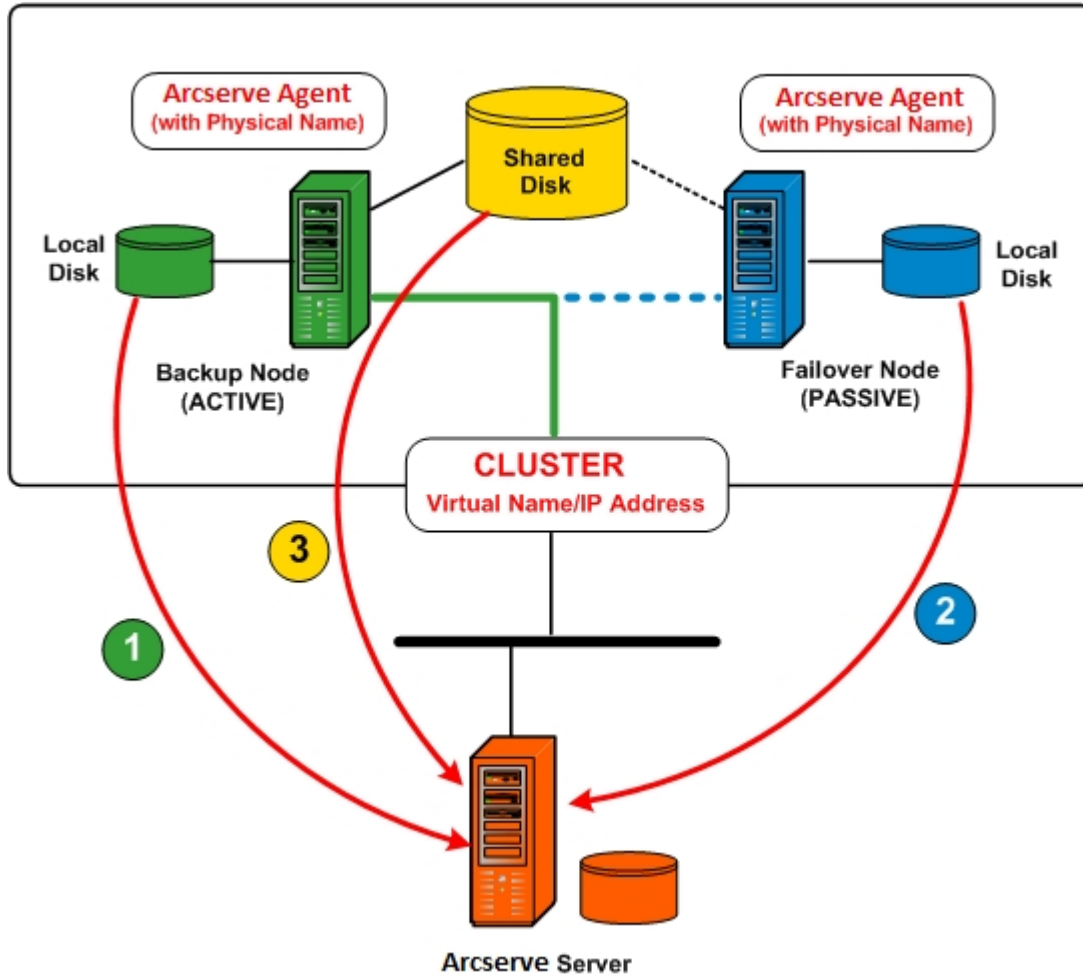 Arcserve Agent
(with Physical Name)
Arcserve Agent
(with Physical Name)
Shared
Disk
Local
Disk
Local
Disk
Backup Node
(ACTIVE)
Failover Node
(PASSIVE)
CLUSTER
Virtual Name/IP Address
3
1
2
Arcserve Server